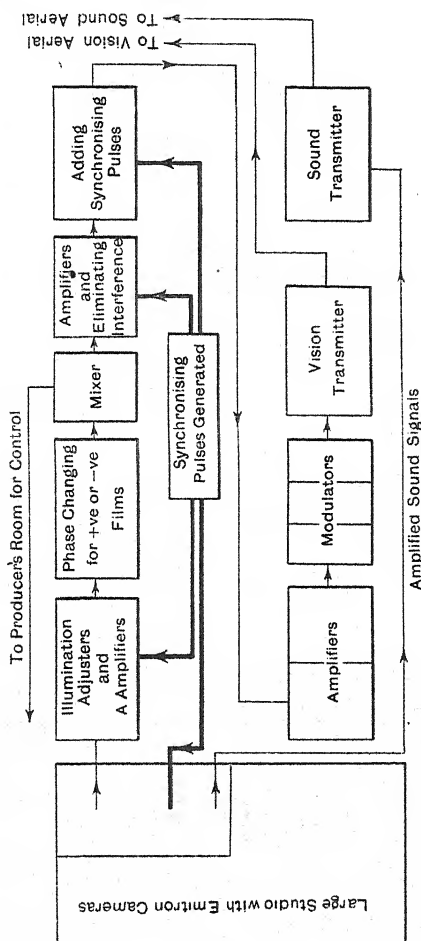 To Sound Aerial
To Vision Aerial
To Producer's Room for Control
Illumination
Adjusters
and
A Amplifiers
Phase Changing
for +ve or -ve
Films
Mixer
Amplifiers
and
Eliminating
Interference
Adding
Synchronising
Pulses
Synchronising
Pulses Generated
Large Studio with Emitron Cameras
Amplifiers
Modulators
Vision
Transmitter
Sound
Transmitter
Amplified Sound Signals